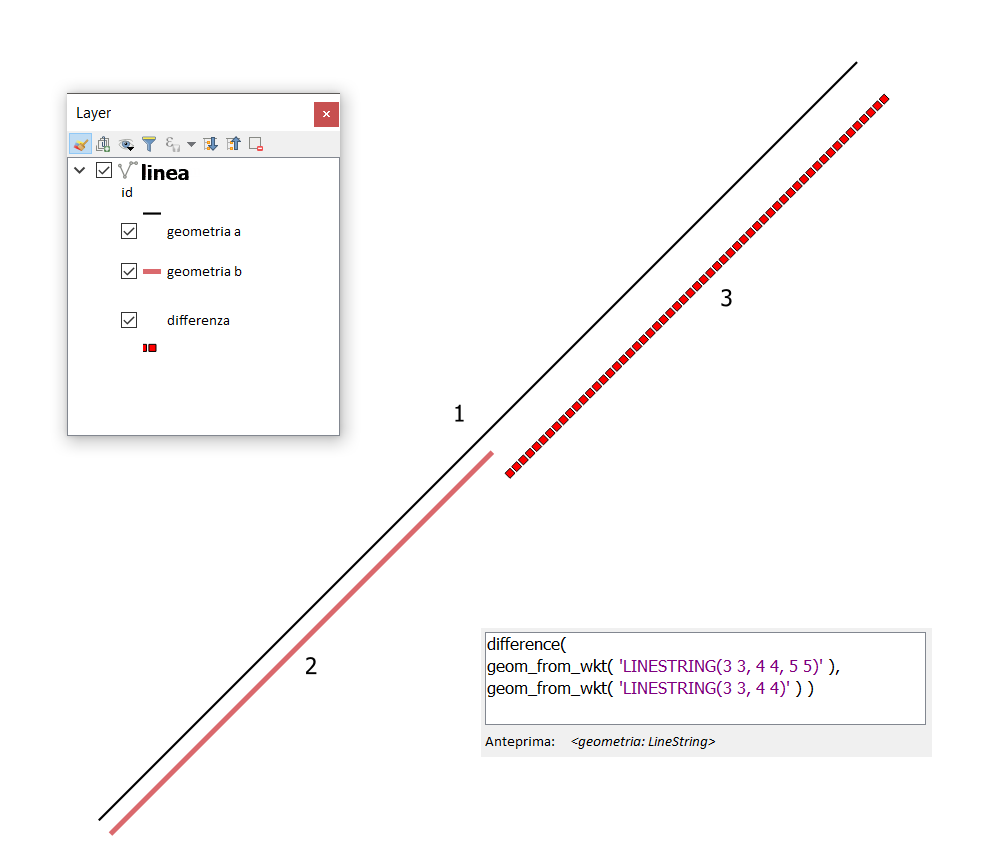 Layer
linea
id
geometria a
geometria b
differenza
1
2
3
difference(
geom_from_wkt( 'LINESTRING(3 3, 4 4, 5 5)' ),
geom_from_wkt( 'LINESTRING(3 3, 4 4)' ) )
Anteprima: <geometria: LineString>